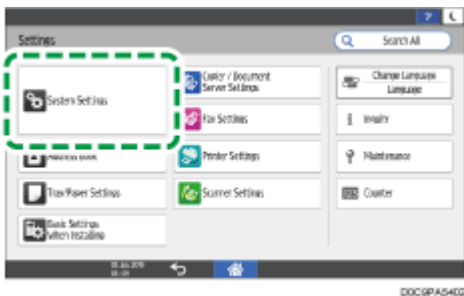 ?
Settings
Search All
System Settings
Copier / Document
Server Settings
Change Language
Language
Fax Settings
Inquiry
Address Book
Printer Settings
Maintenance
Tray/Paper Settings
Scanner Settings
Counter
Basic Settings
When Installing
D0C9PA5402